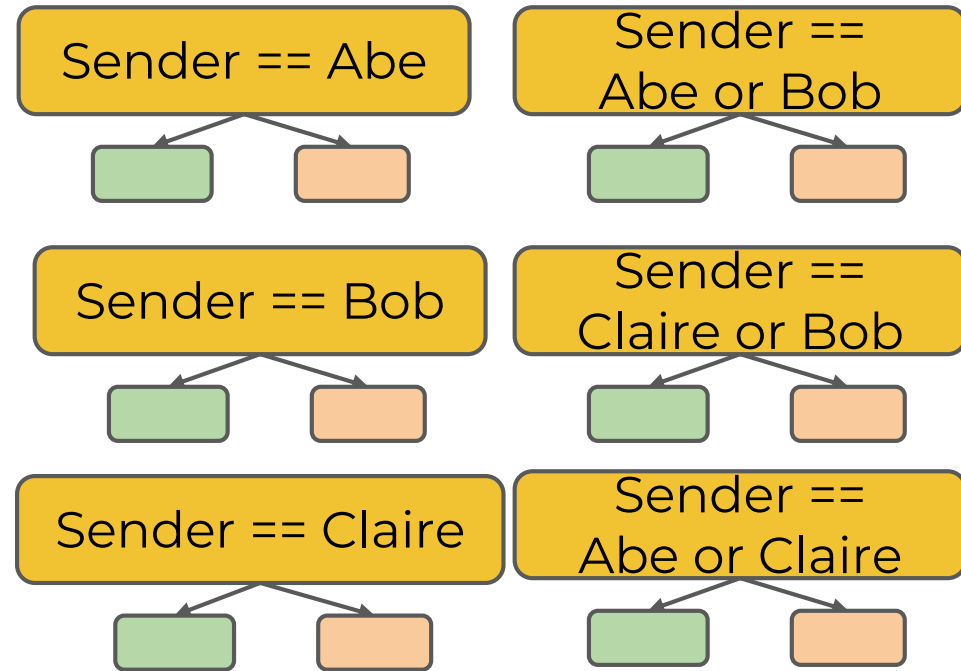 Sender == Abe
Sender ==
Abe or Bob
Sender == Bob
Sender ==
Claire or Bob
Sender == Claire
Sender ==
Abe or Claire